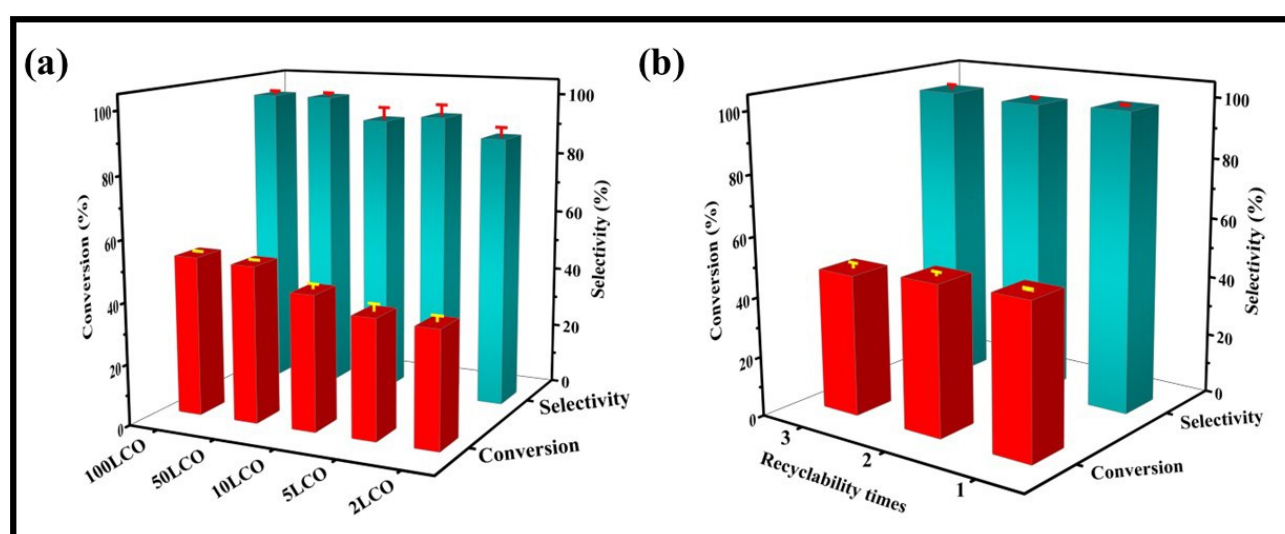 (a)
100
80
60
40
20
0
Conversion (%)
100
80
60
40
20
0
Selectivity (%)
100LCO
50LCO
10LCO
5LCO
2LCO
Conversion
Selectivity
(b)
100
80
60
40
20
0
Conversion (%)
100
80
60
40
20
0
Selectivity (%)
3
2
1
Recyclability times
Conversion
Selectivity